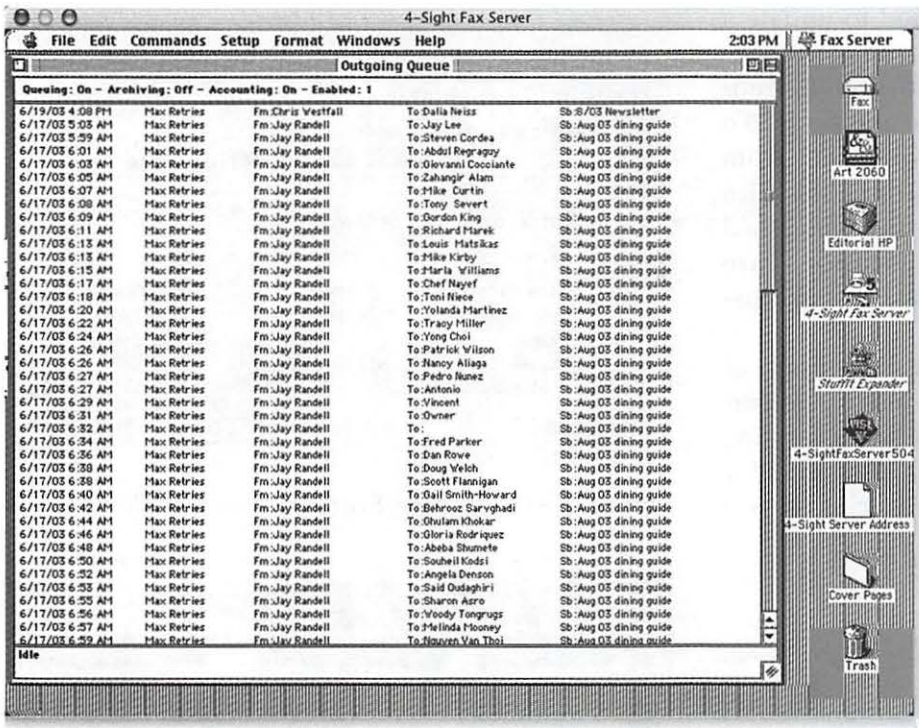 4-Sight Fax Server
File Edit Commands Setup Format Windows Help 2:03 PM Fax Server
Outgoing Queue
Queuing: On - Archiving: Off - Accounting: On - Enabled: 1
6/19/03 4:08 PM Max Retries Fm:Chris Westfall To:Dalia Neiss Sb:8/03 Newsletter
6/17/03 5:03 AM Max Retries Fm:Jay Randell To:Jay Lee Sb:Aug 03 dining guide
6/17/03 5:59 AM Max Retries Fm:Jay Randell To:Steven Cordea Sb:Aug 03 dining guide
6/17/03 6:01 AM Max Retries Fm:Jay Randell To:Abdul Regraguy Sb:Aug 03 dining guide
6/17/03 6:03 AM Max Retries Fm:Jay Randell To:Giovanni Cocciante Sb:Aug 03 dining guide
6/17/03 6:05 AM Max Retries Fm:Jay Randell To:Zahangir Alam Sb:Aug 03 dining guide
6/17/03 6:07 AM Max Retries Fm:Jay Randell To:Mike Curtin Sb:Aug 03 dining guide
6/17/03 6:08 AM Max Retries Fm:Jay Randell To:Tony Severt Sb:Aug 03 dining guide
6/17/03 6:09 AM Max Retries Fm:Jay Randell To:Gordon King Sb:Aug 03 dining guide
6/17/03 6:11 AM Max Retries Fm:Jay Randell To:Richard Marek Sb:Aug 03 dining guide
6/17/03 6:13 AM Max Retries Fm:Jay Randell To:Louis Matsikas Sb:Aug 03 dining guide
6/17/03 6:13 AM Max Retries Fm:Jay Randell To:Mike Kirby Sb:Aug 03 dining guide
6/17/03 6:15 AM Max Retries Fm:Jay Randell To:Marla Williams Sb:Aug 03 dining guide
6/17/03 6:17 AM Max Retries Fm:Jay Randell To:Chef Nayef Sb:Aug 03 dining guide
6/17/03 6:18 AM Max Retries Fm:Jay Randell To:Toni Niece Sb:Aug 03 dining guide
6/17/03 6:20 AM Max Retries Fm:Jay Randell To:Yolanda Martinez Sb:Aug 03 dining guide
6/17/03 6:22 AM Max Retries Fm:Jay Randell To:Tracy Miller Sb:Aug 03 dining guide
6/17/03 6:24 AM Max Retries Fm:Jay Randell To:Yong Choi Sb:Aug 03 dining guide
6/17/03 6:26 AM Max Retries Fm:Jay Randell To:Patrick Wilson Sb:Aug 03 dining guide
6/17/03 6:26 AM Max Retries Fm:Jay Randell To:Nancy Aliaga Sb:Aug 03 dining guide
6/17/03 6:27 AM Max Retries Fm:Jay Randell To:Pedro Nunez Sb:Aug 03 dining guide
6/17/03 6:27 AM Max Retries Fm:Jay Randell To:Antonio Sb:Aug 03 dining guide
6/17/03 6:29 AM Max Retries Fm:Jay Randell To:Vincent Sb:Aug 03 dining guide
6/17/03 6:31 AM Max Retries Fm:Jay Randell To:Owner Sb:Aug 03 dining guide
6/17/03 6:32 AM Max Retries Fm:Jay Randell To: Sb:Aug 03 dining guide
6/17/03 6:34 AM Max Retries Fm:Jay Randell To:Fred Parker Sb:Aug 03 dining guide
6/17/03 6:36 AM Max Retries Fm:Jay Randell To:Dan Rowe Sb:Aug 03 dining guide
6/17/03 6:38 AM Max Retries Fm:Jay Randell To:Doug Welch Sb:Aug 03 dining guide
6/17/03 6:38 AM Max Retries Fm:Jay Randell To:Scott Flannigan Sb:Aug 03 dining guide
6/17/03 6:40 AM Max Retries Fm:Jay Randell To:Gail Smith-Howard Sb:Aug 03 dining guide
6/17/03 6:42 AM Max Retries Fm:Jay Randell To:Behrooz Sarvghadi Sb:Aug 03 dining guide
6/17/03 6:44 AM Max Retries Fm:Jay Randell To:Ghulam Khokar Sb:Aug 03 dining guide
6/17/03 6:46 AM Max Retries Fm:Jay Randell To:Gloria Rodriquez Sb:Aug 03 dining guide
6/17/03 6:48 AM Max Retries Fm:Jay Randell To:Abeba Shumete Sb:Aug 03 dining guide
6/17/03 6:50 AM Max Retries Fm:Jay Randell To:Souheil Kodsi Sb:Aug 03 dining guide
6/17/03 6:52 AM Max Retries Fm:Jay Randell To:Angela Denson Sb:Aug 03 dining guide
6/17/03 6:53 AM Max Retries Fm:Jay Randell To:Said Oudaghiri Sb:Aug 03 dining guide
6/17/03 6:55 AM Max Retries Fm:Jay Randell To:Sharon Asro Sb:Aug 03 dining guide
6/17/03 6:56 AM Max Retries Fm:Jay Randell To:Woody Tongrugs Sb:Aug 03 dining guide
6/17/03 6:57 AM Max Retries Fm:Jay Randell To:Melinda Mooney Sb:Aug 03 dining guide
6/17/03 6:59 AM Max Retries Fm:Jay Randell To:Nguyen Van Thoi Sb:Aug 03 dining guide
Idle
Fax
Art 2060
Editorial HP
4-Sight Fax Server
StuffIt Expander
4-SightFaxServer504
4-Sight Server Address
Cover Pages
Trash